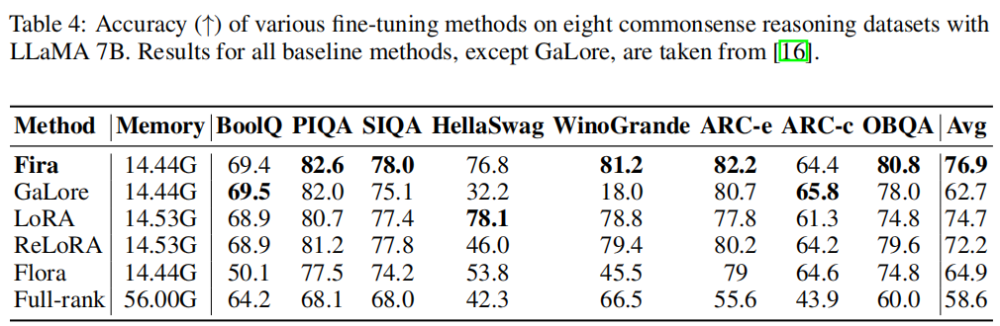 Table 4: Accuracy (↑) of various fine-tuning methods on eight commonsense reasoning datasets with
LLaMA 7B. Results for all baseline methods, except GaLore, are taken from [16].
Method Memory BoolQ PIQA SIQA HellaSwag WinoGrande ARC-e ARC-c OBQA Avg
Fira 14.44G 69.4 82.6 78.0 76.8 81.2 82.2 64.4 80.8 76.9
GaLore 14.44G 69.5 82.0 75.1 32.2 18.0 80.7 65.8 78.0 62.7
LoRA 14.53G 68.9 80.7 77.4 78.1 78.8 77.8 61.3 74.8 74.7
ReLoRA 14.53G 68.9 81.2 77.8 46.0 79.4 80.2 64.2 79.6 72.2
Flora 14.44G 50.1 77.5 74.2 53.8 45.5 79 64.6 74.8 64.9
Full-rank 56.00G 64.2 68.1 68.0 42.3 66.5 55.6 43.9 60.0 58.6